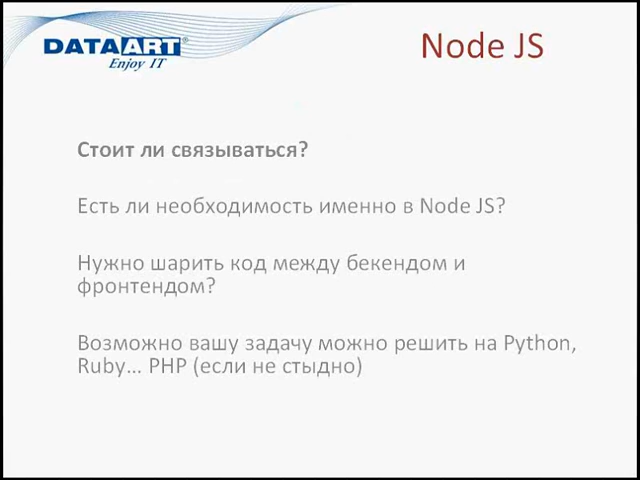 DATAART®
Enjoy IT
Node JS
Стоит ли связываться?
Есть ли необходимость именно в Node JS?
Нужно шарить код между бекендом и
фронтендом?
Возможно вашу задачу можно решить на Python,
Ruby... PHP (если не стыдно)